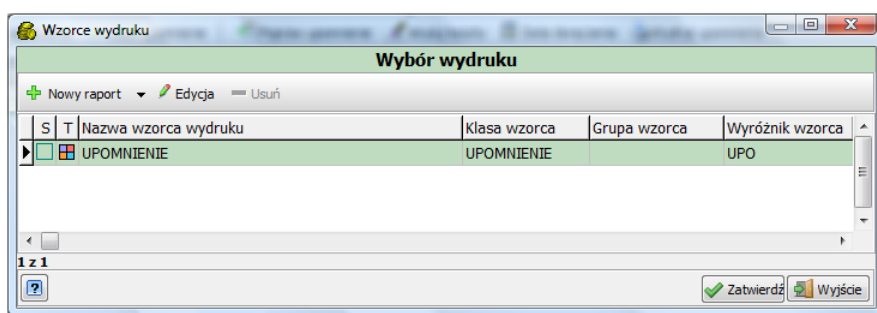 Wzorce wydruku
Wybór wydruku
Nowy raport Edycja Usuń
S T Nazwa wzorca wydruku Klasa wzorca Grupa wzorca Wyróżnik wzorca
UPOMNIENIE UPOMNIENIE UPO
1 z 1
Zatwierdź Wyjście